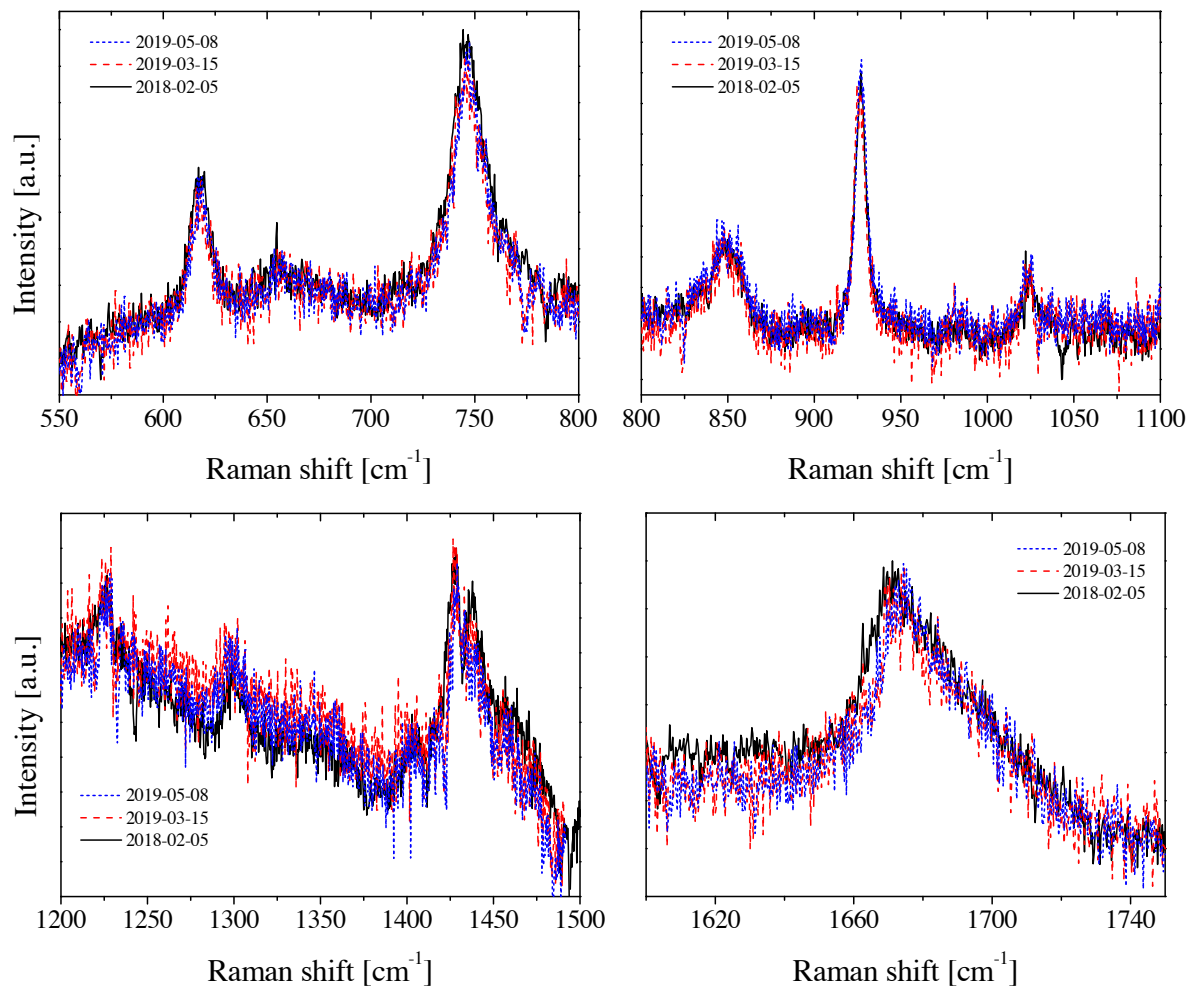 2019-05-08
2019-03-15
2018-02-05
Intensity [a.u.]
550 600 650 700 750 800
Raman shift [cm⁻¹]
2019-05-08
2019-03-15
2018-02-05
800 850 900 950 1000 1050 1100
Raman shift [cm⁻¹]
2019-05-08
2019-03-15
2018-02-05
Intensity [a.u.]
1200 1250 1300 1350 1400 1450 1500
Raman shift [cm⁻¹]
2019-05-08
2019-03-15
2018-02-05
1620 1660 1700 1740
Raman shift [cm⁻¹]